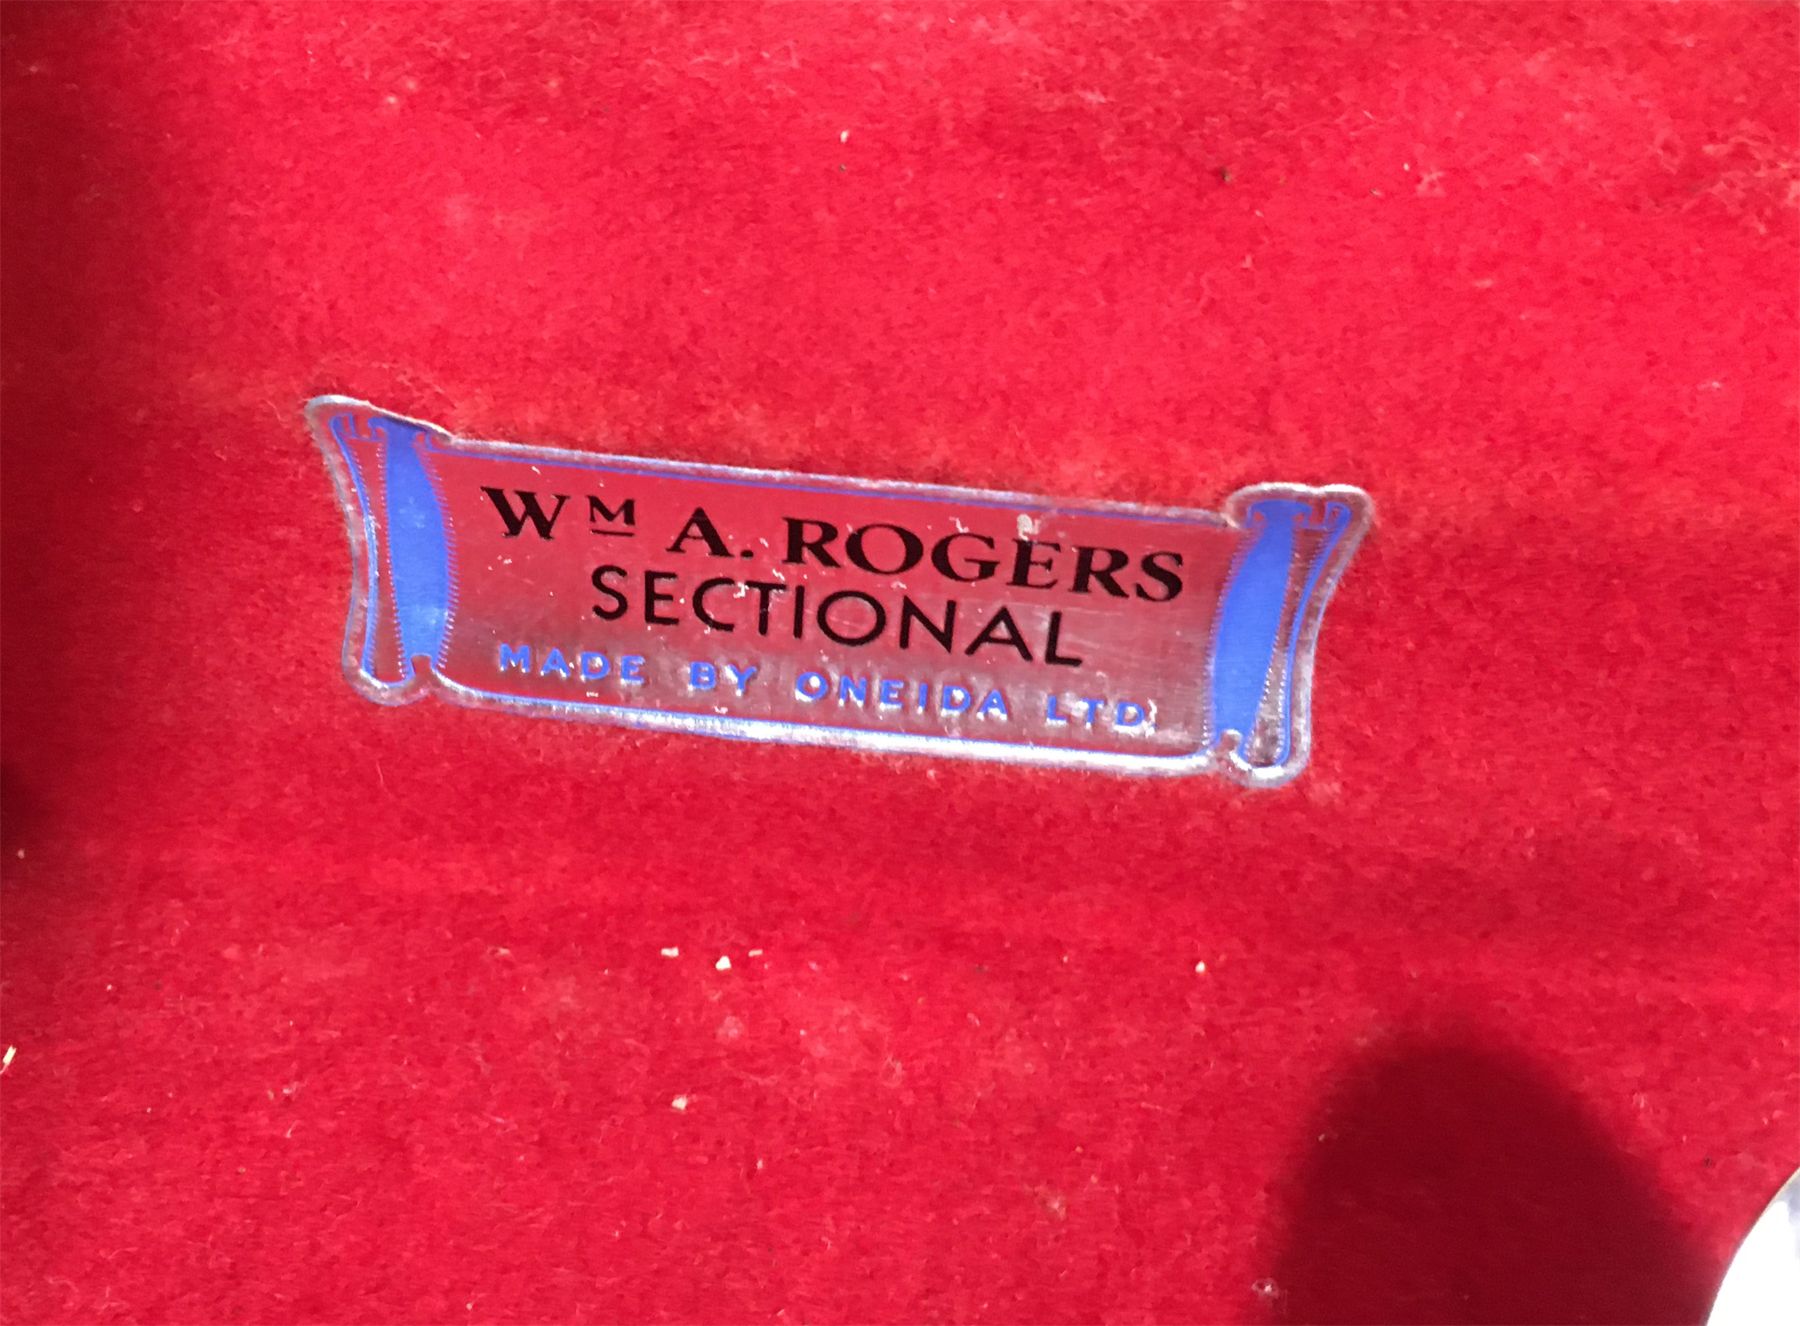 WM A. ROGERS
SECTIONAL
MADE BY ONEIDA LTD.